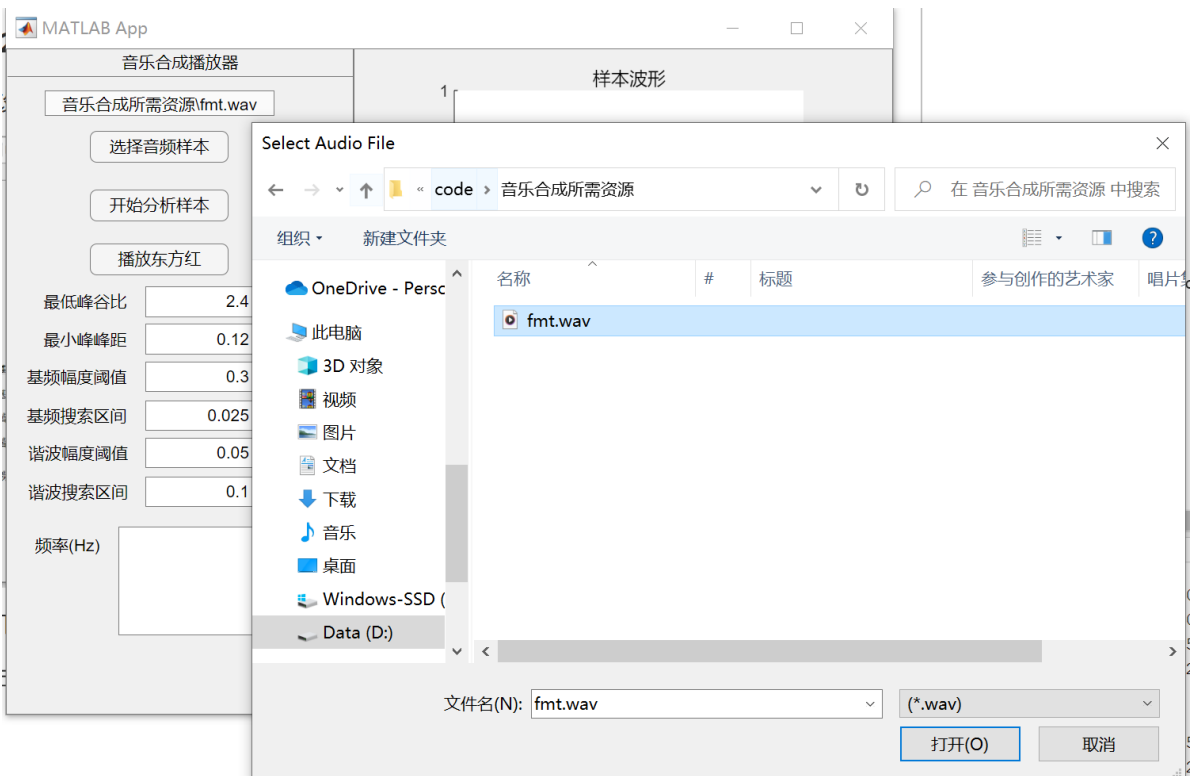 MATLAB App
音乐合成播放器
音乐合成所需资源\fmt.wav
选择音频样本
开始分析样本
播放东方红
最低峰谷比 2.4
最小峰峰距 0.12
基频幅度阈值 0.3
基频搜索区间 0.025
谐波幅度阈值 0.05
谐波搜索区间 0.1
频率(Hz)
样本波形
1
Select Audio File
« code › 音乐合成所需资源
在 音乐合成所需资源 中搜索
组织 新建文件夹
OneDrive - Persc
此电脑
3D 对象
视频
图片
文档
下载
音乐
桌面
Windows-SSD (
Data (D:)
名称 # 标题 参与创作的艺术家 唱片集
fmt.wav
文件名(N): fmt.wav (*.wav)
打开(O) 取消